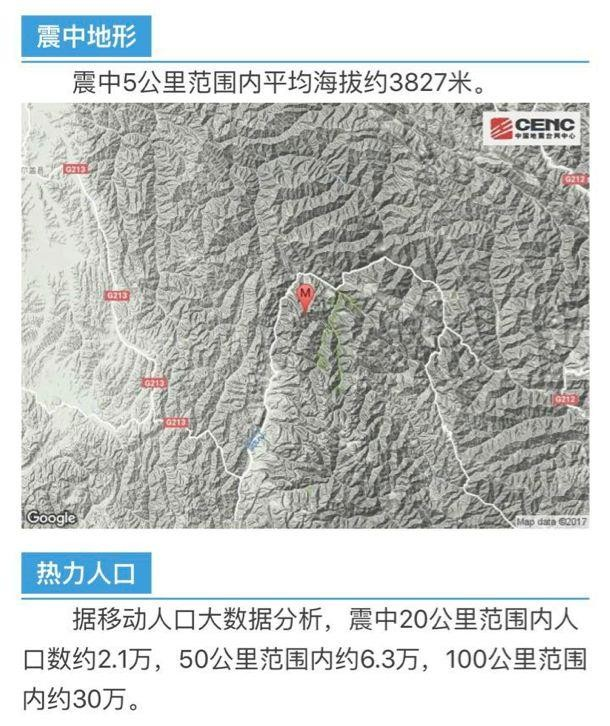 震中地形
震中5公里范围内平均海拔约3827米。
CENC
中国地震台网中心
G213
G212
G213
M
G213
G212
G213
Google
Map data ©2017
热力人口
据移动人口大数据分析，震中20公里范围内人
口数约2.1万，50公里范围内约6.3万，100公里范围
内约30万。